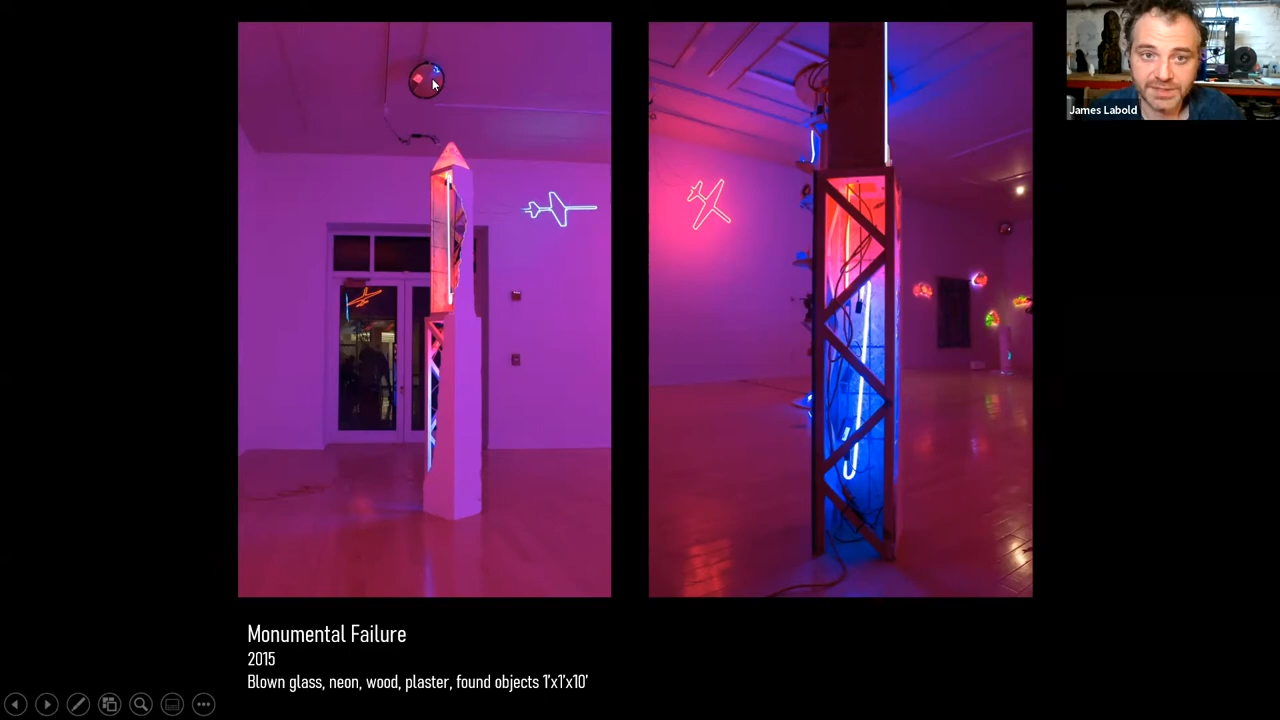 James Labold
Monumental Failure
2015
Blown glass, neon, wood, plaster, found objects 1'x1'x10'